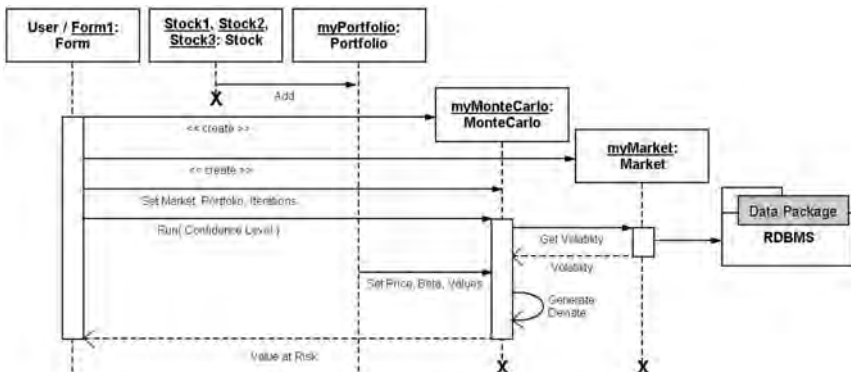 User / Form1:
Form
Stock1, Stock2,
Stock3: Stock
myPortfolio:
Portfolio
X
Add
myMonteCarlo:
MonteCarlo
<< create >>
myMarket:
Market
<< create >>
Set Market, Portfolio, Iterations
Data Package
RDBMS
Run( Confidence Level )
Get Volatility
Volatility
Set Price, Beta, Values
Generate
Deviate
Value at Risk
X
X